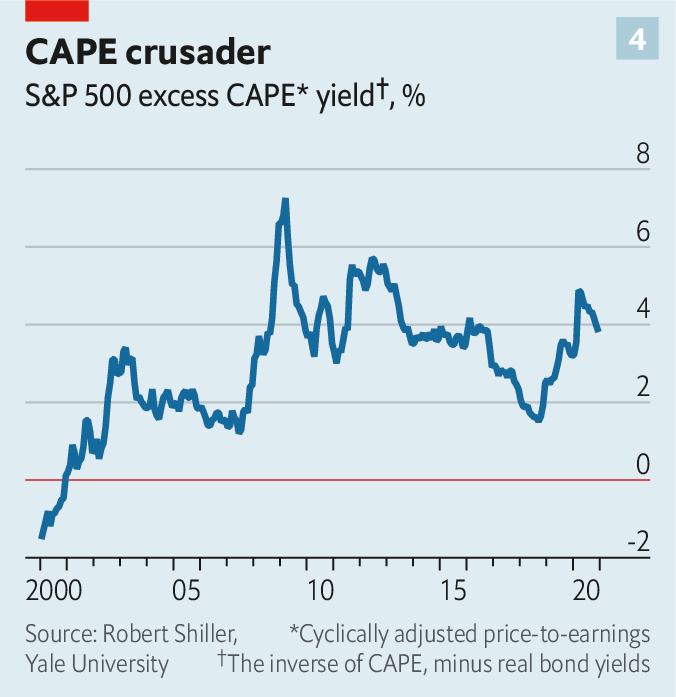 4
CAPE crusader
S&P 500 excess CAPE* yield†, %
8
6
4
2
0
-2
2000 05 10 15 20
Source: Robert Shiller, *Cyclically adjusted price-to-earnings
Yale University †The inverse of CAPE, minus real bond yields